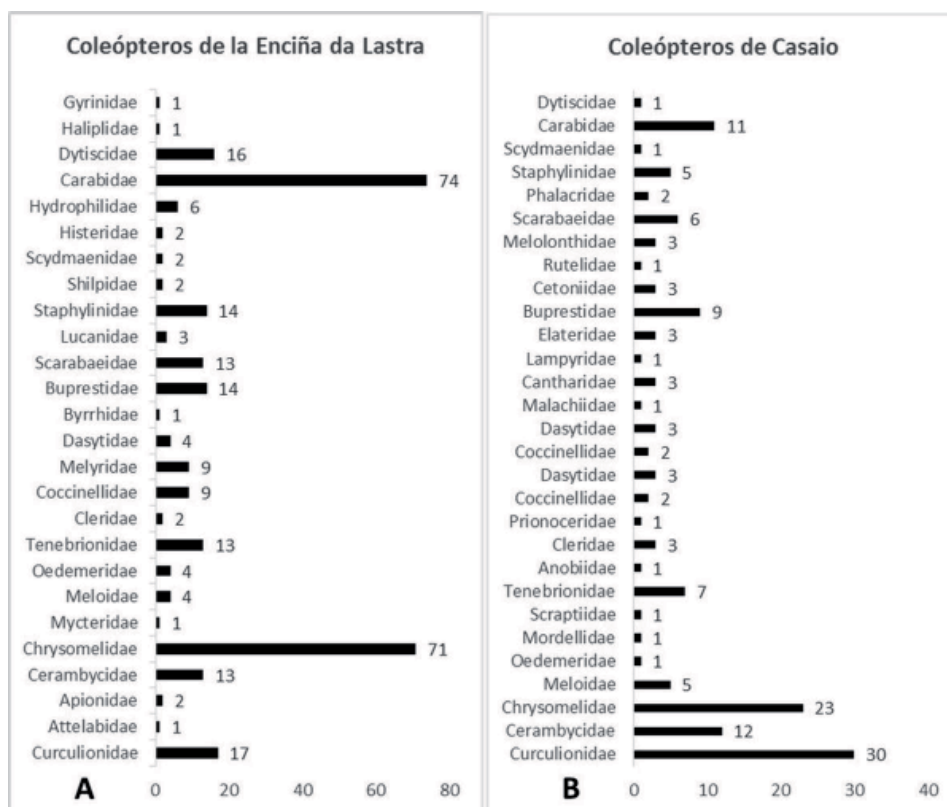 Coleópteros de la Enciña da Lastra
Gyrinidae 1
Haliplidae 1
Dytiscidae 16
Carabidae 74
Hydrophilidae 6
Histeridae 2
Scydmaenidae 2
Shilpidae 2
Staphylinidae 14
Lucanidae 3
Scarabaeidae 13
Buprestidae 14
Byrrhidae 1
Dasytidae 4
Melyridae 9
Coccinellidae 9
Cleridae 2
Tenebrionidae 13
Oedemeridae 4
Meloidae 4
Mycteridae 1
Chrysomelidae 71
Cerambycidae 13
Apionidae 2
Attelabidae 1
Curculionidae 17
A 0 20 40 60 80
Coleópteros de Casaio
Dytiscidae 1
Carabidae 11
Scydmaenidae 1
Staphylinidae 5
Phalacridae 2
Scarabaeidae 6
Melolonthidae 3
Rutelidae 1
Cetoniidae 3
Buprestidae 9
Elateridae 3
Lampyridae 1
Cantharidae 3
Malachiidae 1
Dasytidae 3
Coccinellidae 2
Dasytidae 3
Coccinellidae 2
Prionoceridae 1
Cleridae 3
Anobiidae 1
Tenebrionidae 7
Scraptiidae 1
Mordellidae 1
Oedemeridae 1
Meloidae 5
Chrysomelidae 23
Cerambycidae 12
Curculionidae 30
B 0 10 20 30 40